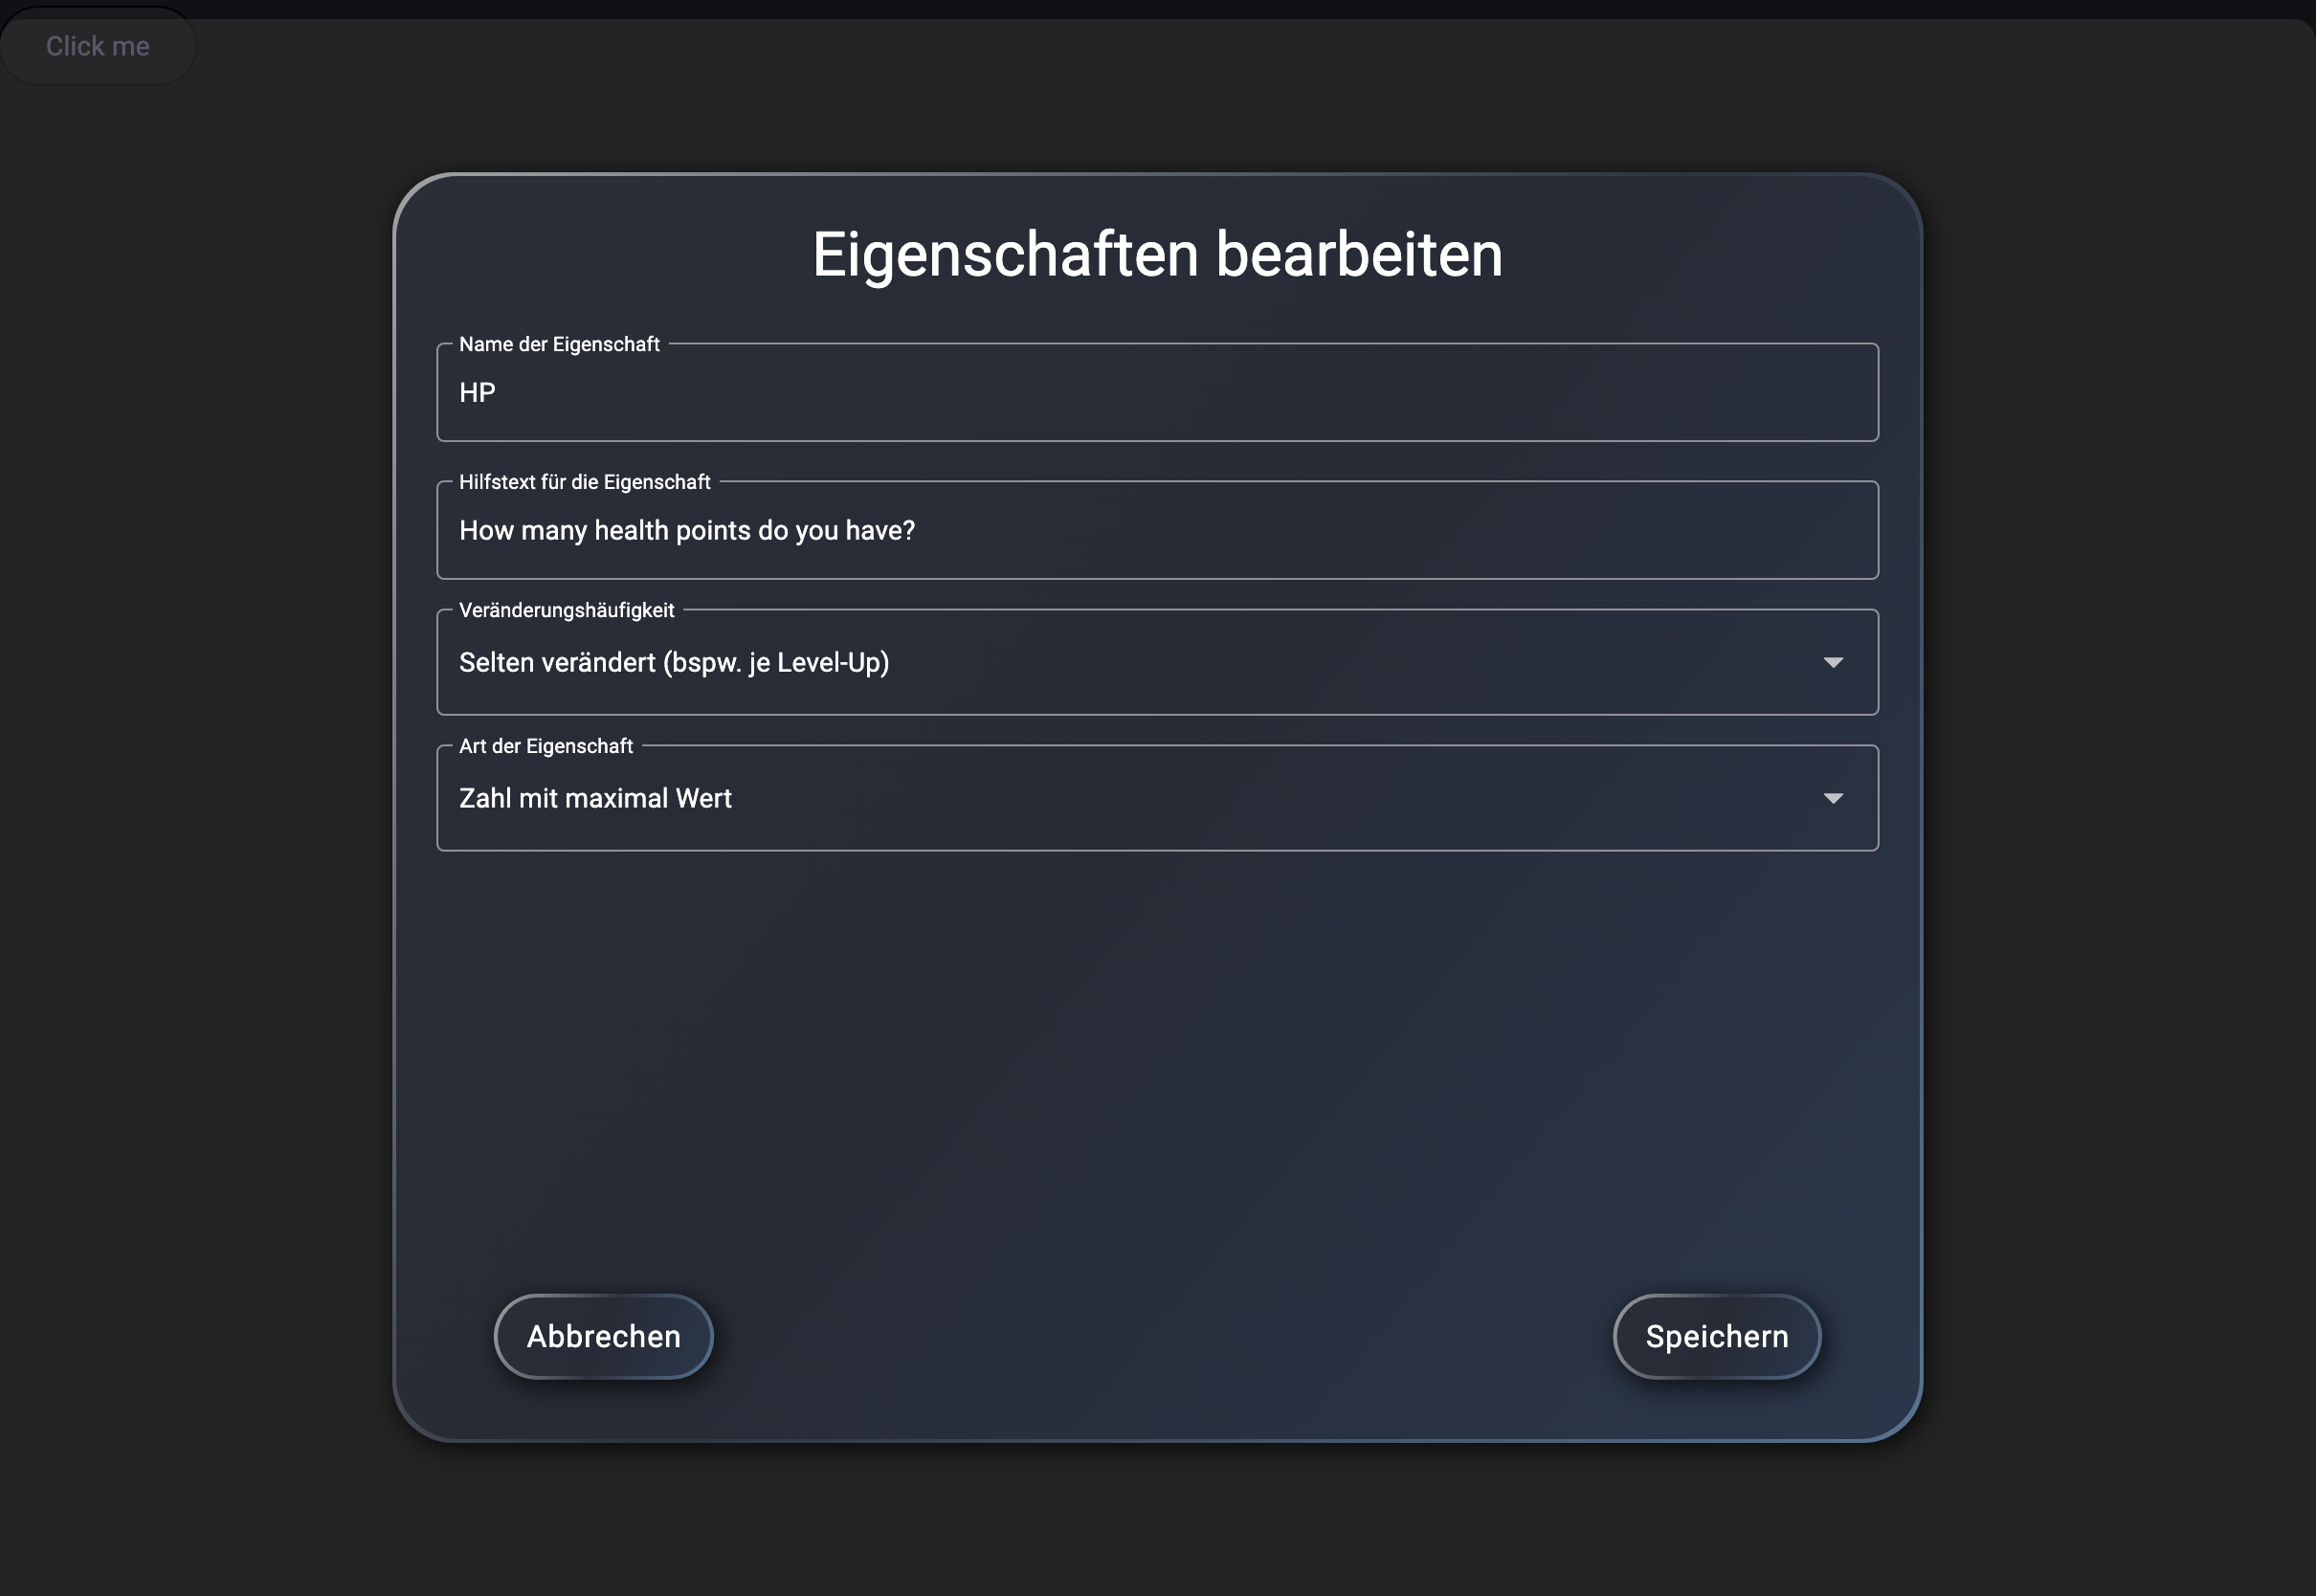 Click me
Eigenschaften bearbeiten
Name der Eigenschaft
HP
Hilfstext für die Eigenschaft
How many health points do you have?
Veränderungshäufigkeit
Selten verändert (bspw. je Level-Up)
Art der Eigenschaft
Zahl mit maximal Wert
Abbrechen
Speichern